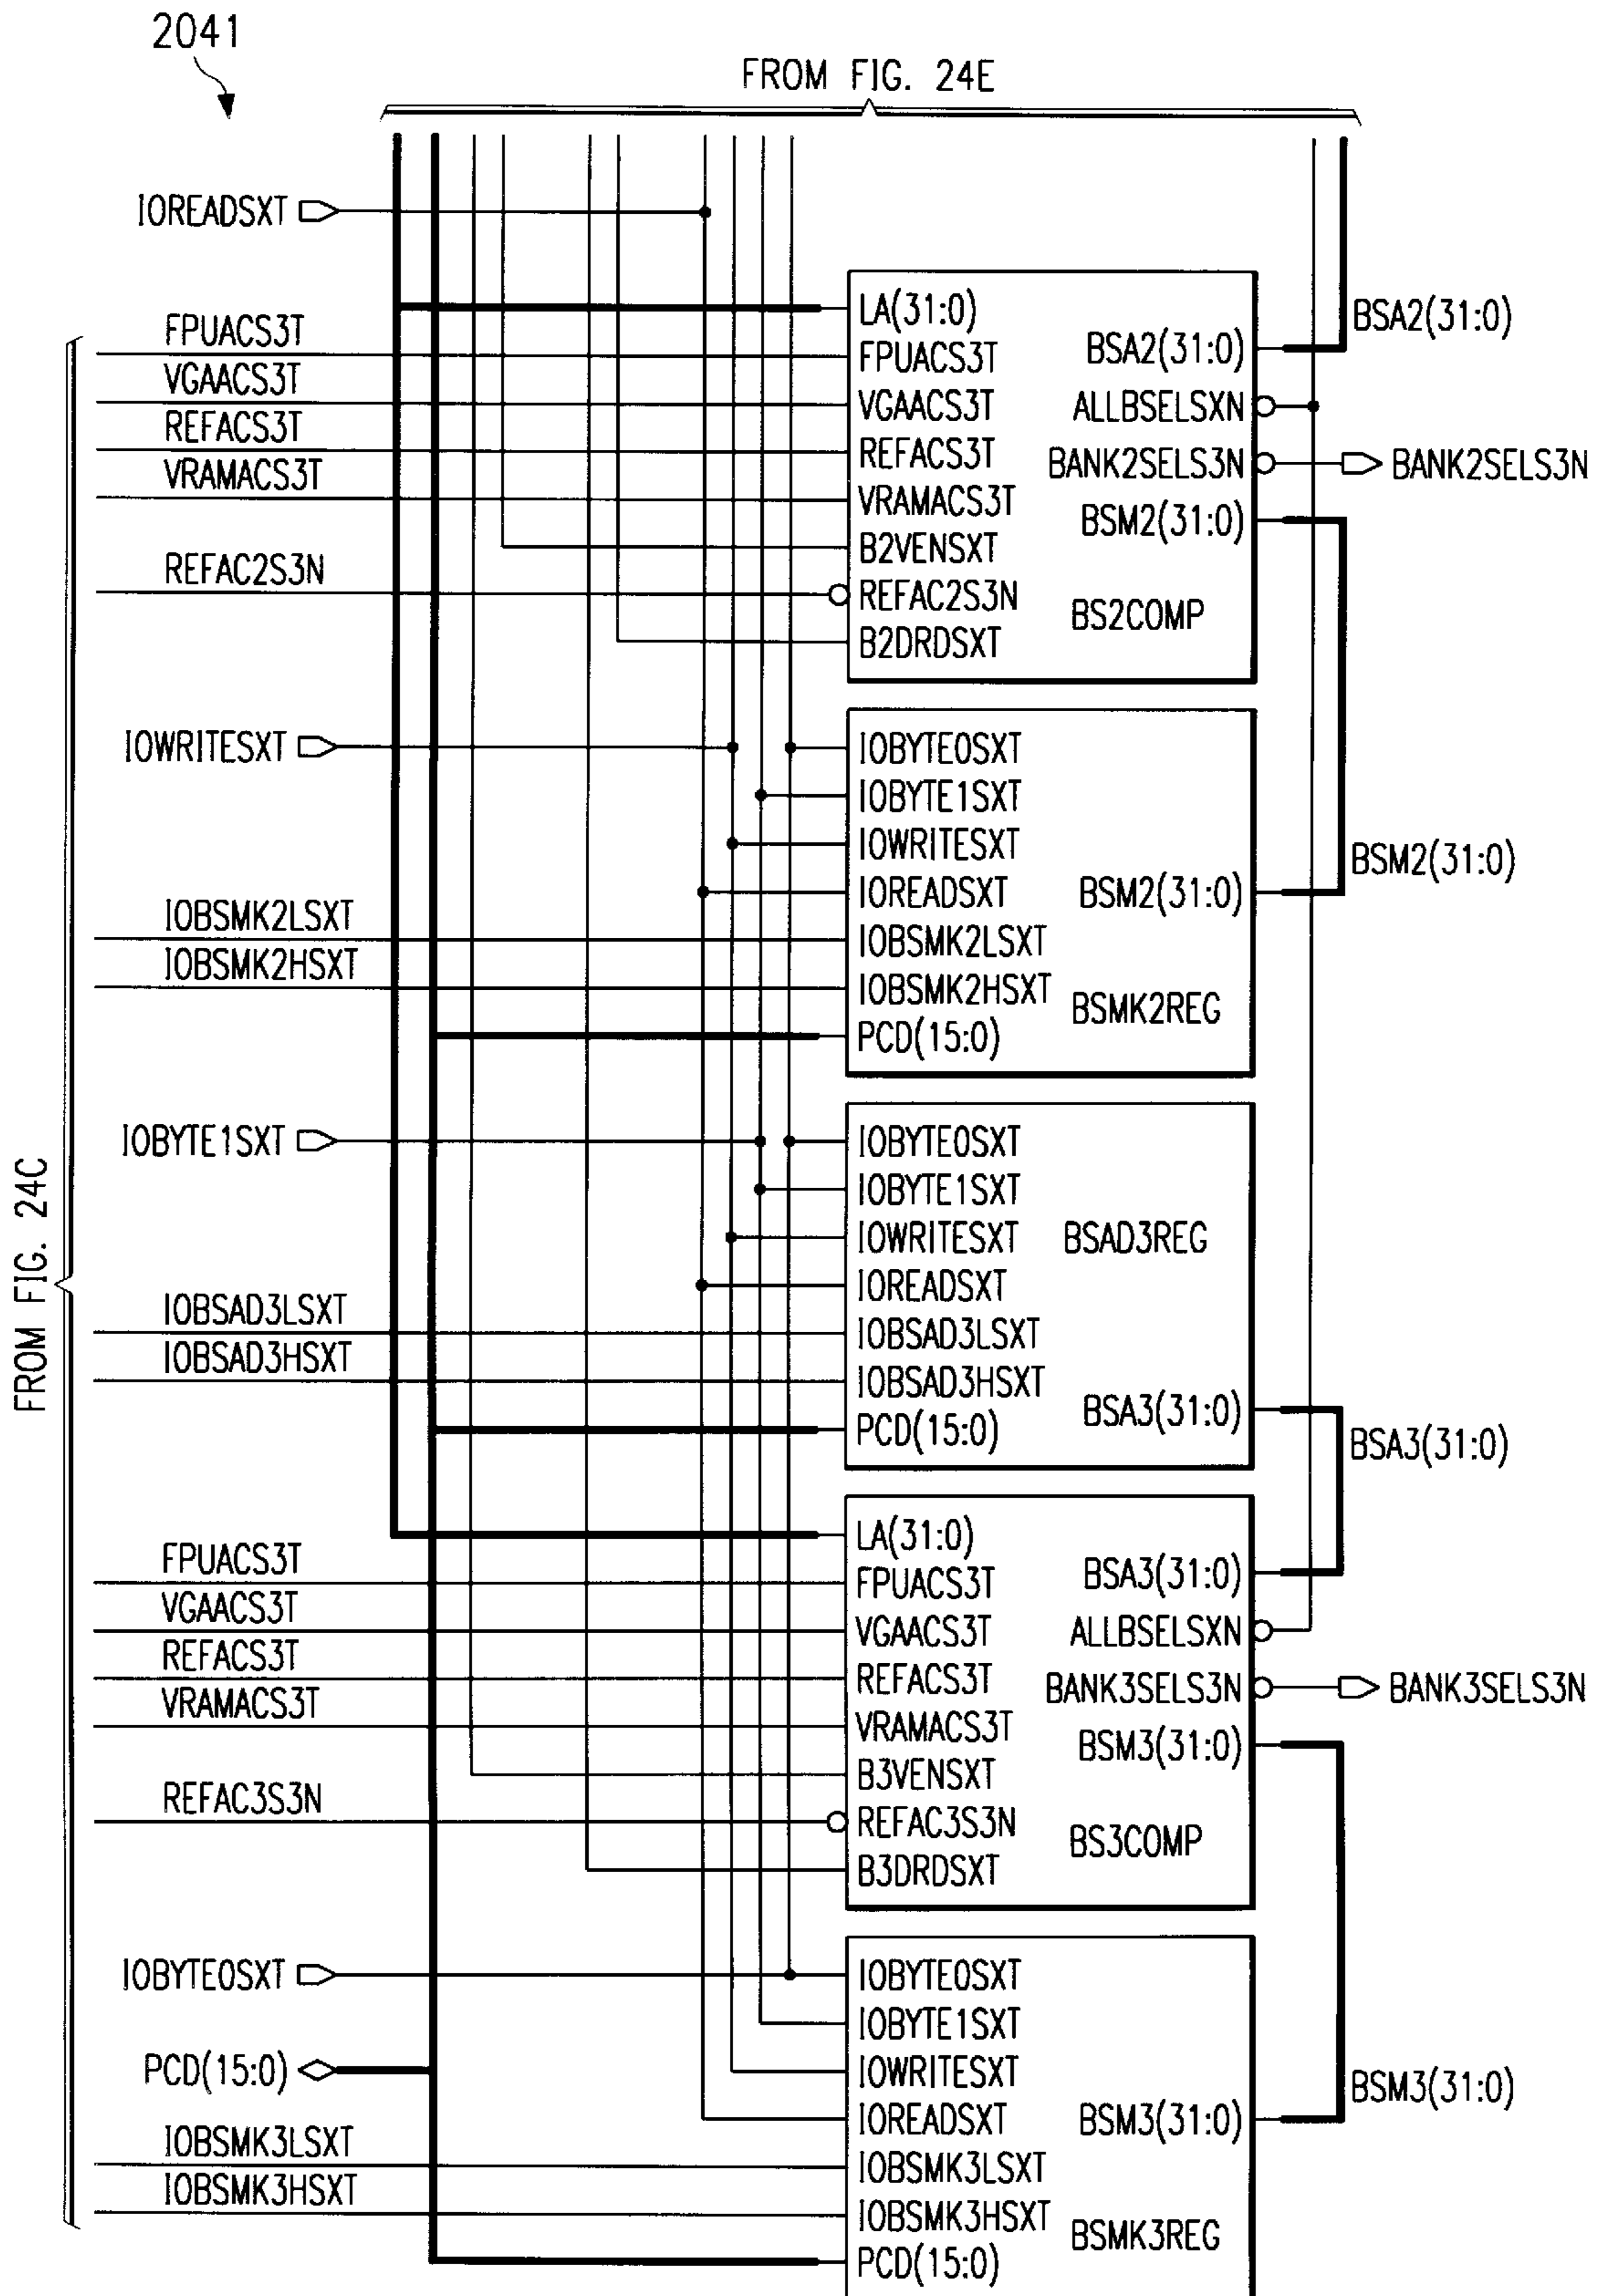 2041
FROM FIG. 24E
IOREADSXT
LA(31:0)
FPUACS3T
VGAACS3T
REFACS3T
VRAMACS3T
B2VENSXT
REFAC2S3N
B2DRDSXT
BSA2(31:0)
ALLBSELSXN
BANK2SELS3N
BSM2(31:0)
BS2COMP
BSA2(31:0)
BANK2SELS3N
FPUACS3T
VGAACS3T
REFACS3T
VRAMACS3T
REFAC2S3N
IOWRITESXT
IOBYTE0SXT
IOBYTE1SXT
IOWRITESXT
IOREADSXT
IOBSMK2LSXT
IOBSMK2HSXT
PCD(15:0)
BSM2(31:0)
BSMK2REG
BSM2(31:0)
IOBSMK2LSXT
IOBSMK2HSXT
FROM FIG. 24C
IOBYTE1SXT
IOBYTE0SXT
IOBYTE1SXT
IOWRITESXT
IOREADSXT
IOBSAD3LSXT
IOBSAD3HSXT
PCD(15:0)
BSAD3REG
BSA3(31:0)
BSA3(31:0)
IOBSAD3LSXT
IOBSAD3HSXT
LA(31:0)
FPUACS3T
VGAACS3T
REFACS3T
VRAMACS3T
B3VENSXT
REFAC3S3N
B3DRDSXT
BSA3(31:0)
ALLBSELSXN
BANK3SELS3N
BSM3(31:0)
BS3COMP
BANK3SELS3N
FPUACS3T
VGAACS3T
REFACS3T
VRAMACS3T
REFAC3S3N
IOBYTE0SXT
PCD(15:0)
IOBYTE0SXT
IOBYTE1SXT
IOWRITESXT
IOREADSXT
IOBSMK3LSXT
IOBSMK3HSXT
PCD(15:0)
BSM3(31:0)
BSMK3REG
BSM3(31:0)
IOBSMK3LSXT
IOBSMK3HSXT